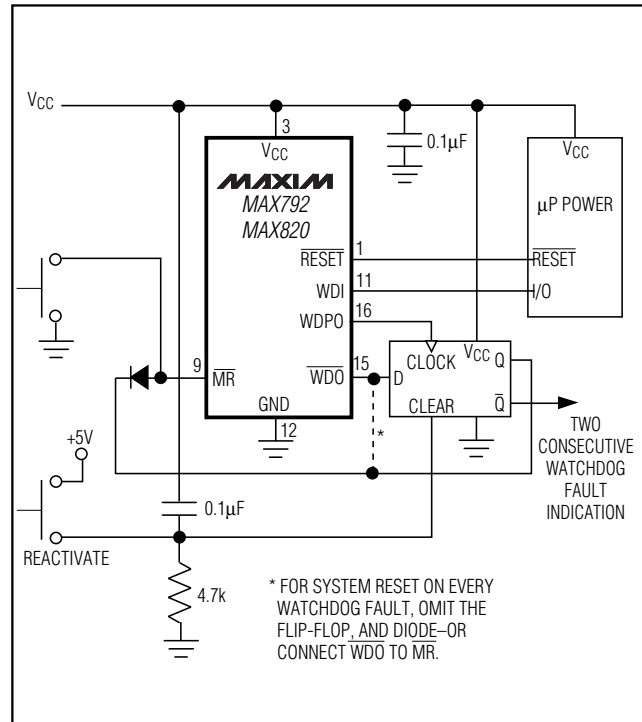 VCC
3
VCC
0.1µF
VCC
MAXIM
MAX792
MAX820
µP POWER
RESET
1
RESET
WDI
11
I/O
WDPO
16
9
MR
WDO
15
D
CLOCK
VCC
Q
Q
CLEAR
GND
12
*
TWO
CONSECUTIVE
WATCHDOG
FAULT
INDICATION
+5V
0.1µF
REACTIVATE
4.7k
* FOR SYSTEM RESET ON EVERY
WATCHDOG FAULT, OMIT THE
FLIP-FLOP, AND DIODE–OR
CONNECT WDO TO MR.